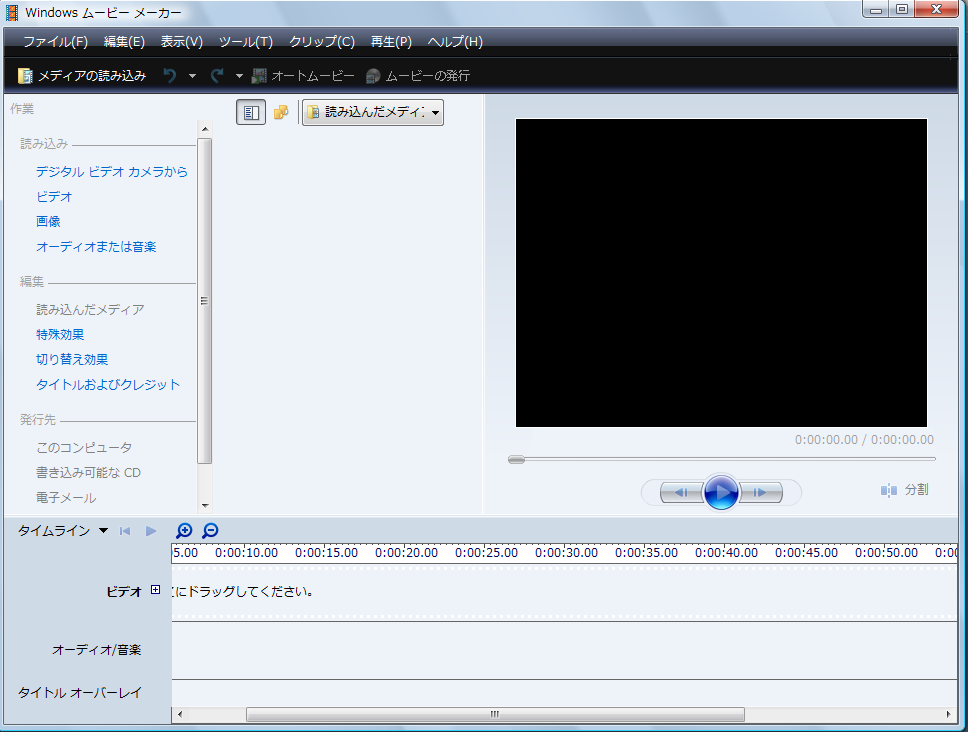 Windows ムービー メーカー
ファイル(F) 編集(E) 表示(V) ツール(T) クリップ(C) 再生(P) ヘルプ(H)
メディアの読み込み オートムービー ムービーの発行
作業
読み込んだメディ
読み込み
デジタル ビデオ カメラから
ビデオ
画像
オーディオまたは音楽
編集
読み込んだメディア
特殊効果
切り替え効果
タイトルおよびクレジット
発行先
このコンピュータ
書き込み可能な CD
電子メール
0:00:00.00 / 0:00:00.00
分割
タイムライン
5.00 0:00:10.00 0:00:15.00 0:00:20.00 0:00:25.00 0:00:30.00 0:00:35.00 0:00:40.00 0:00:45.00 0:00:50.00 0:00
ビデオ
にドラッグしてください。
オーディオ/音楽
タイトル オーバーレイ